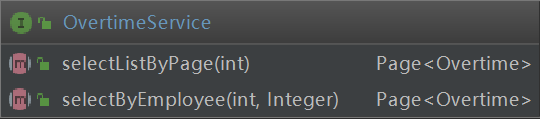 I OvertimeService
m selectListByPage(int) Page<Overtime>
m selectByEmployee(int, Integer) Page<Overtime>